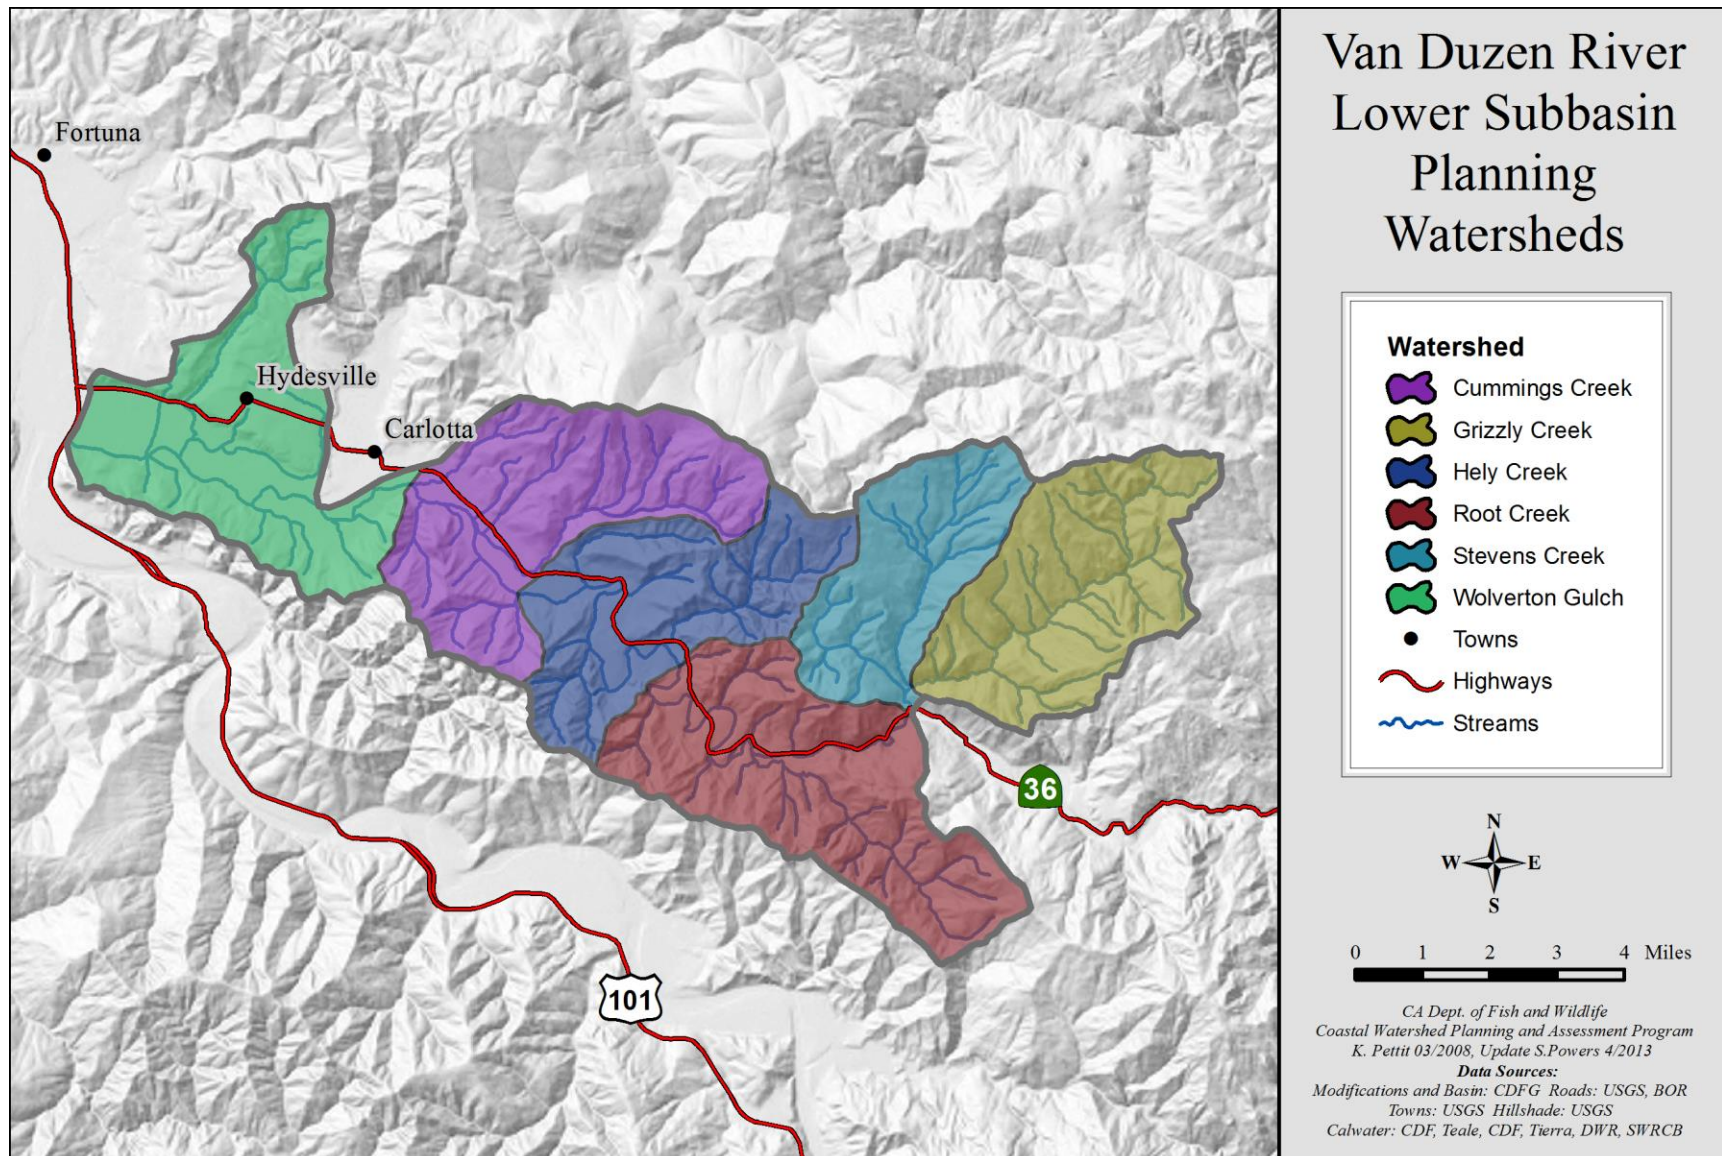 Van Duzen River
Lower Subbasin
Planning
Watersheds
Fortuna
Hydesville
Carlotta
36
101
Watershed
Cummings Creek
Grizzly Creek
Hely Creek
Root Creek
Stevens Creek
Wolverton Gulch
Towns
Highways
Streams
N
W E
S
0 1 2 3 4 Miles
CA Dept. of Fish and Wildlife
Coastal Watershed Planning and Assessment Program
K. Pettit 03/2008, Update S.Powers 4/2013
Data Sources:
Modifications and Basin: CDFG Roads: USGS, BOR
Towns: USGS Hillshade: USGS
Calwater: CDF, Teale, CDF, Tierra, DWR, SWRCB